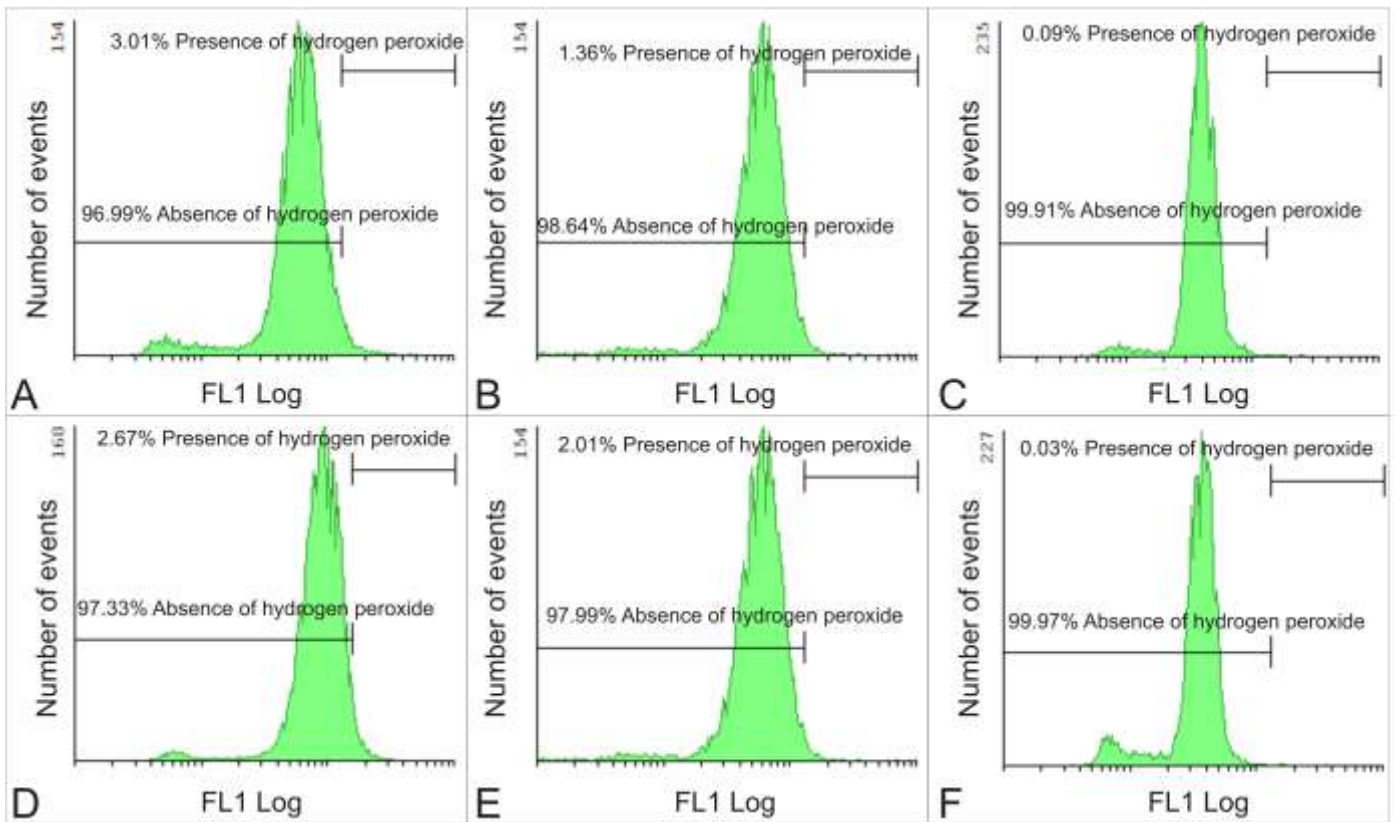 154
3.01% Presence of hydrogen peroxide
96.99% Absence of hydrogen peroxide
Number of events
FL1 Log
A
154
1.36% Presence of hydrogen peroxide
98.64% Absence of hydrogen peroxide
Number of events
FL1 Log
B
235
0.09% Presence of hydrogen peroxide
99.91% Absence of hydrogen peroxide
Number of events
FL1 Log
C
168
2.67% Presence of hydrogen peroxide
97.33% Absence of hydrogen peroxide
Number of events
FL1 Log
D
154
2.01% Presence of hydrogen peroxide
97.99% Absence of hydrogen peroxide
Number of events
FL1 Log
E
227
0.03% Presence of hydrogen peroxide
99.97% Absence of hydrogen peroxide
Number of events
FL1 Log
F